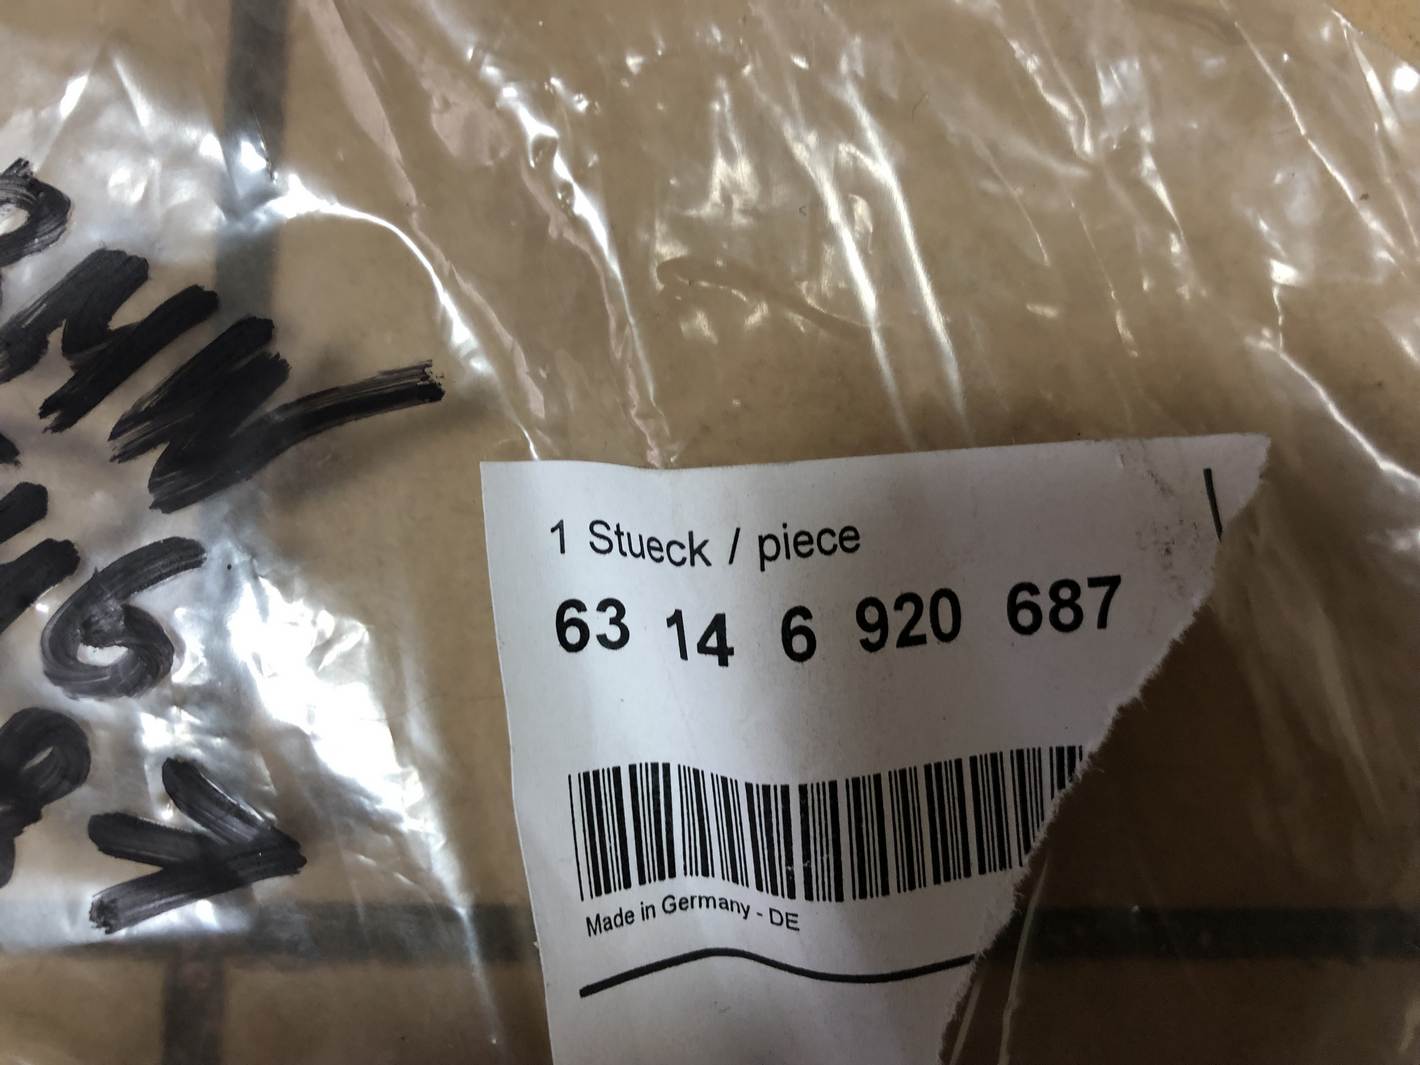 1 Stueck / piece
63 14 6 920 687
Made in Germany - DE